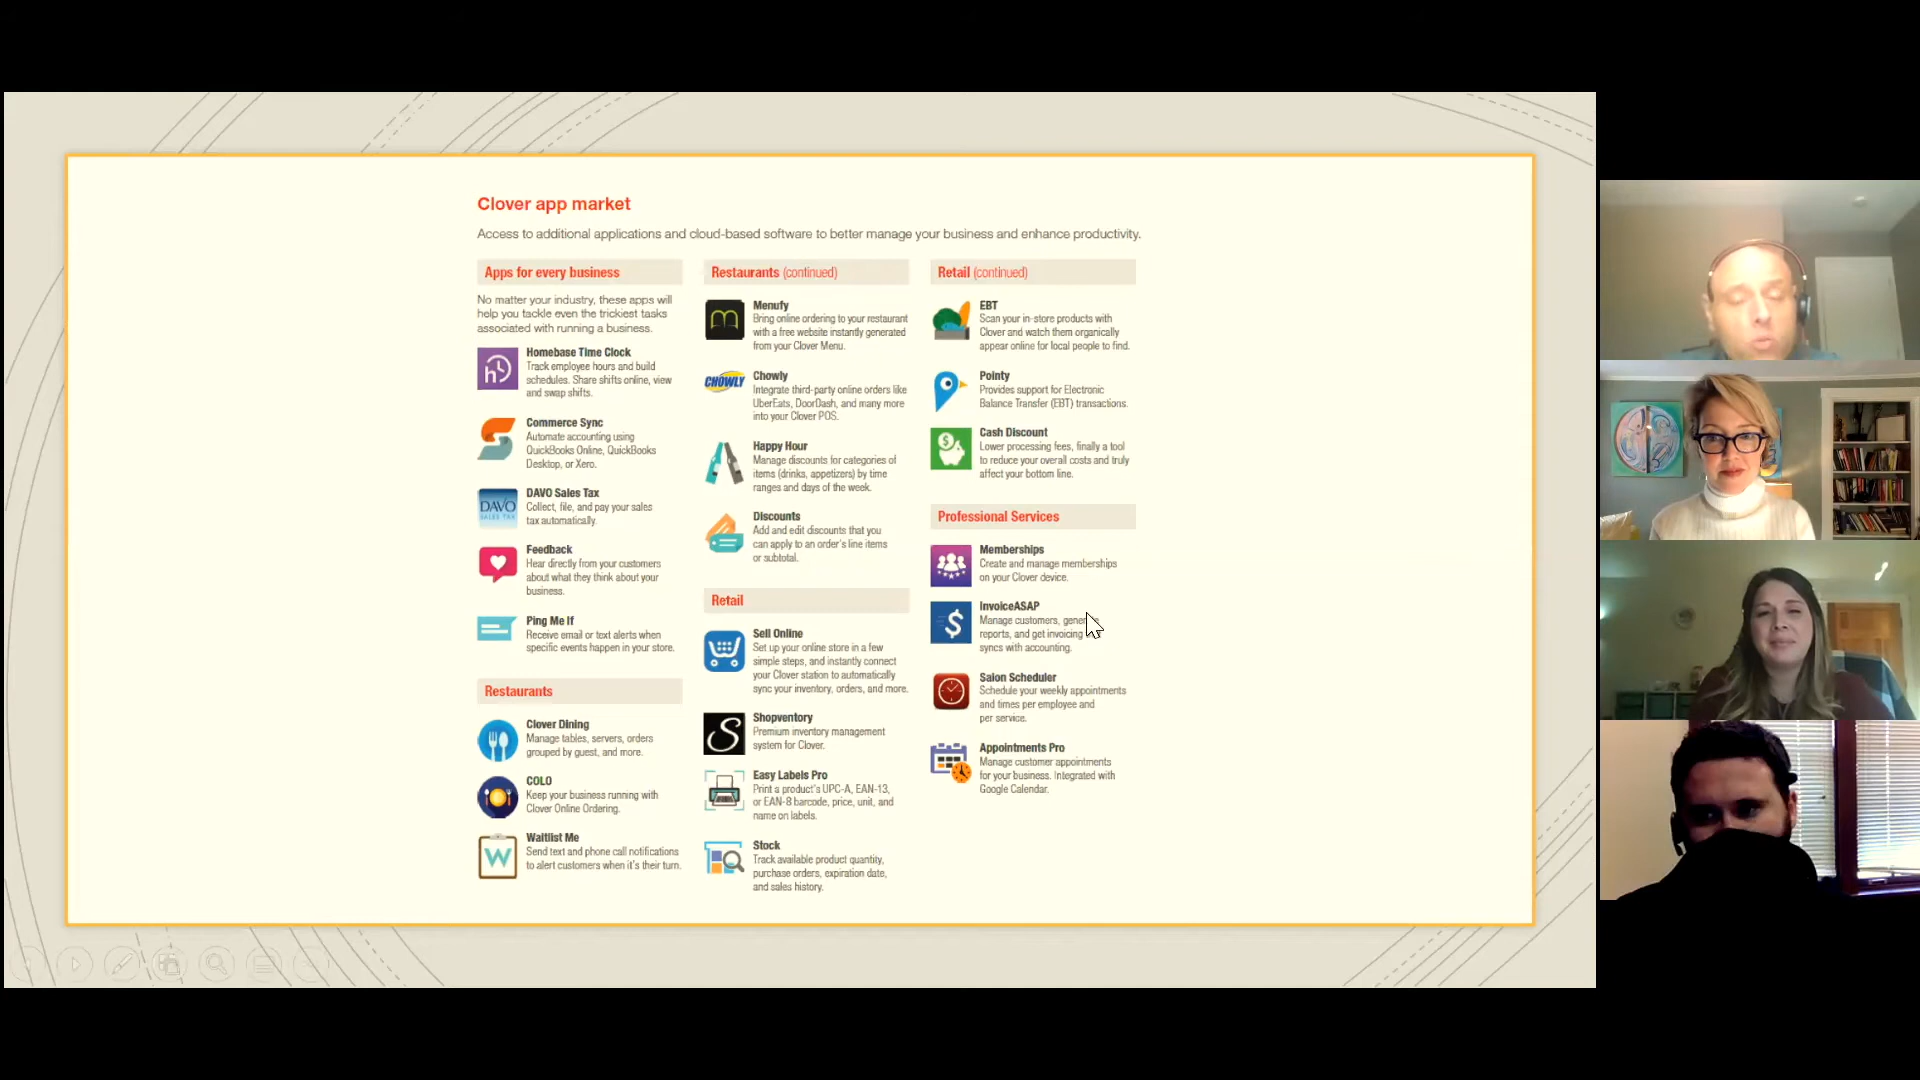 Clover app market
Access to additional applications and cloud-based software to better manage your business and enhance productivity.
Apps for every business
No matter your industry, these apps will
help you tackle even the trickiest tasks
associated with running a business.
Homebase Time Clock
Track employee hours and build
schedules. Share shifts online, view
and swap shifts.
Commerce Sync
Automate accounting using
QuickBooks Online, QuickBooks
Desktop, or Xero.
DAVO
SALES TAX
DAVO Sales Tax
Collect, file, and pay your sales
tax automatically.
Feedback
Hear directly from your customers
about what they think about your
business.
Ping Me If
Receive email or text alerts when
specific events happen in your store.
Restaurants
Clover Dining
Manage tables, servers, orders
grouped by guest, and more.
COLO
Keep your business running with
Clover Online Ordering.
W
Waitlist Me
Send text and phone call notifications
to alert customers when it's their turn.
Restaurants (continued)
Menufy
Bring online ordering to your restaurant
with a free website instantly generated
from your Clover Menu.
CHOWLY
Chowly
Integrate third-party online orders like
UberEats, DoorDash, and many more
into your Clover POS.
Happy Hour
Manage discounts for categories of
items (drinks, appetizers) by time
ranges and days of the week.
Discounts
Add and edit discounts that you
can apply to an order's line items
or subtotal.
Retail
Sell Online
Set up your online store in a few
simple steps, and instantly connect
your Clover station to automatically
sync your inventory, orders, and more.
S
Shopventory
Premium inventory management
system for Clover.
Easy Labels Pro
Print a product's UPC-A, EAN-13,
or EAN-8 barcode, price, unit, and
name on labels.
Stock
Track available product quantity,
purchase orders, expiration date,
and sales history.
Retail (continued)
EBT
Scan your in-store products with
Clover and watch them organically
appear online for local people to find.
Pointy
Provides support for Electronic
Balance Transfer (EBT) transactions.
Cash Discount
Lower processing fees, finally a tool
to reduce your overall costs and truly
affect your bottom line.
Professional Services
Memberships
Create and manage memberships
on your Clover device.
$
InvoiceASAP
Manage customers,
reports, and get invoicing
syncs with accounting.
Salon Scheduler
Schedule your weekly appointments
and times per employee and
per service.
Appointments Pro
Manage customer appointments
for your business. Integrated with
Google Calendar.